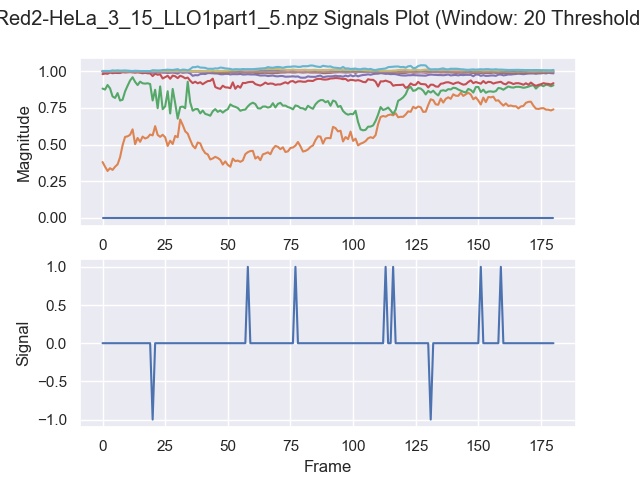 Red2-HeLa_3_15_LLO1part1_5.npz Signals Plot (Window: 20 Threshold
1.00
0.75
0.50
0.25
0.00
Magnitude
0 25 50 75 100 125 150 175
1.0
0.5
0.0
−0.5
−1.0
Signal
0 25 50 75 100 125 150 175
Frame